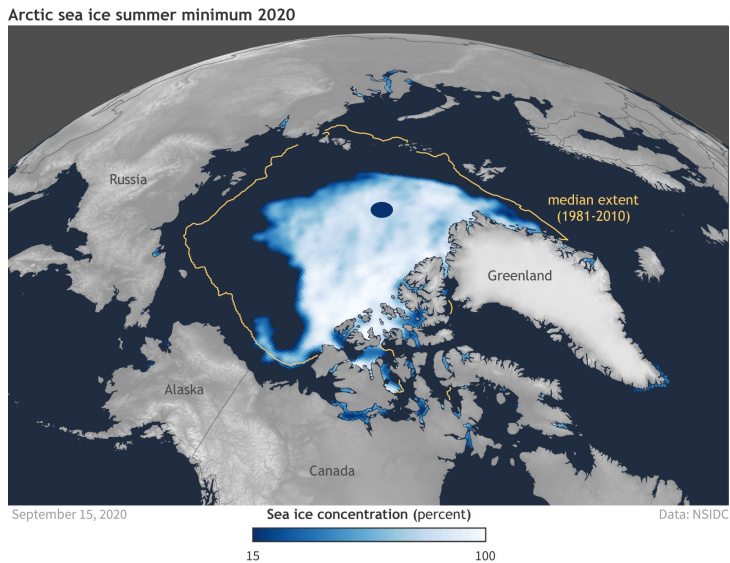 Arctic sea ice summer minimum 2020
Russia
median extent
(1981-2010)
Greenland
Alaska
Canada
September 15, 2020
Sea ice concentration (percent)
Data: NSIDC
15
100